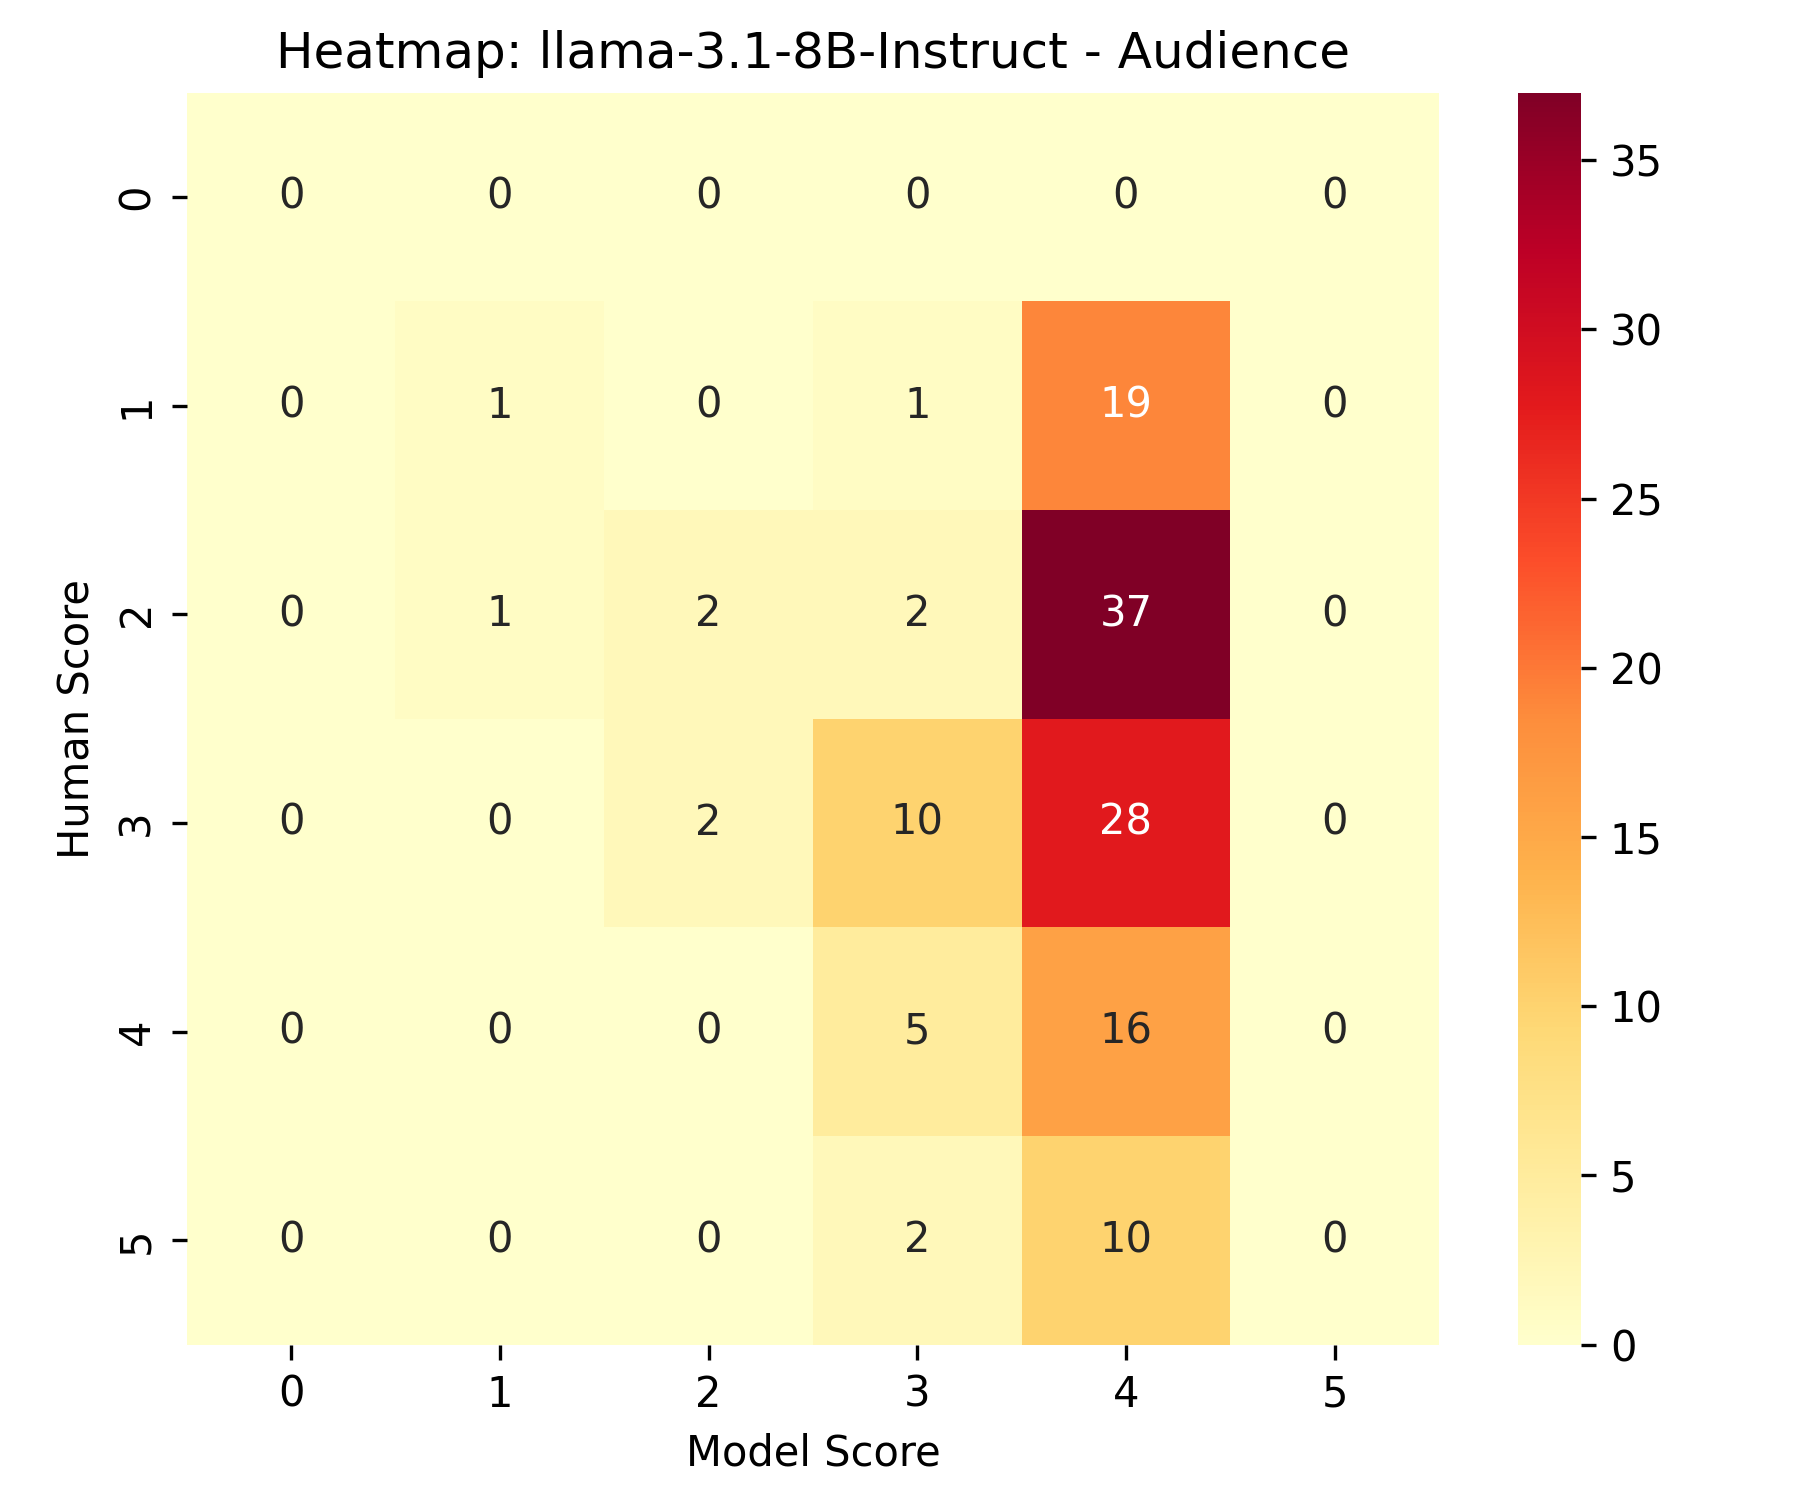 Heatmap: llama-3.1-8B-Instruct - Audience
Human Score
0 0 0 0 0 0 0
1 0 1 0 1 19 0
2 0 1 2 2 37 0
3 0 0 2 10 28 0
4 0 0 0 5 16 0
5 0 0 0 2 10 0
0 1 2 3 4 5
Model Score
35
30
25
20
15
10
5
0